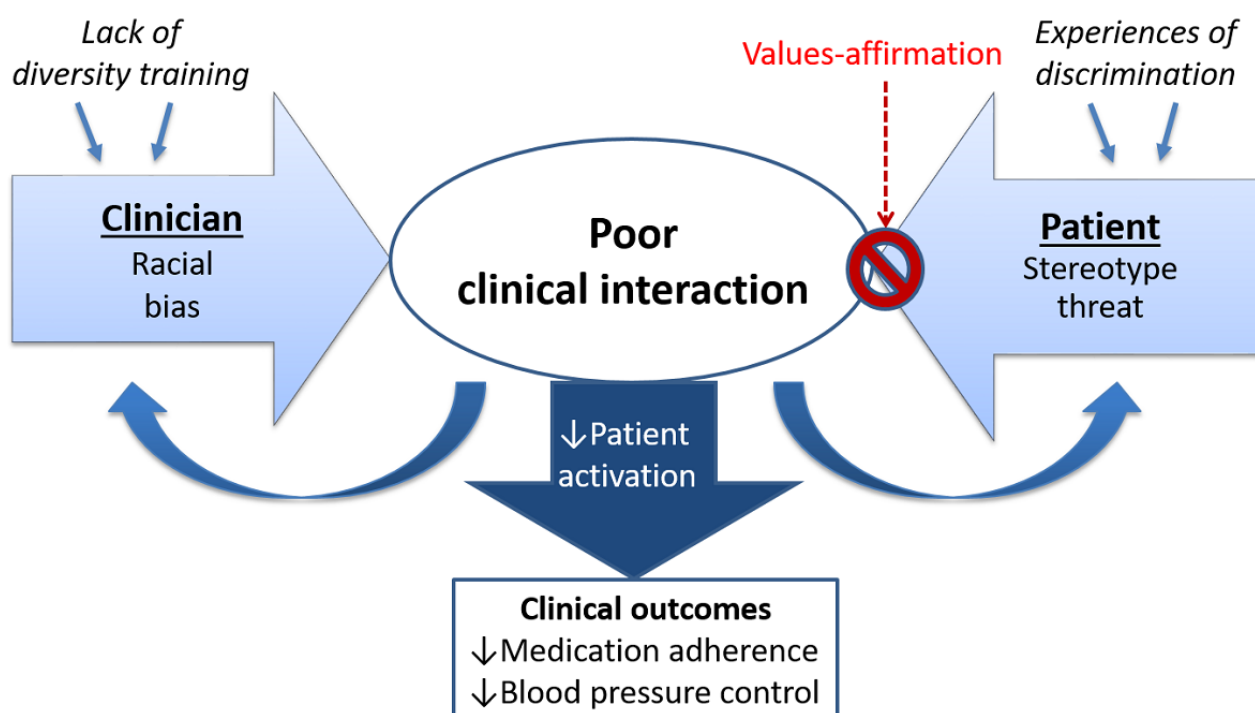 Lack of
diversity training
Clinician
Racial
bias
Values-affirmation
Experiences of
discrimination
Patient
Stereotype
threat
Poor
clinical interaction
↓Patient
activation
Clinical outcomes
↓Medication adherence
↓Blood pressure control